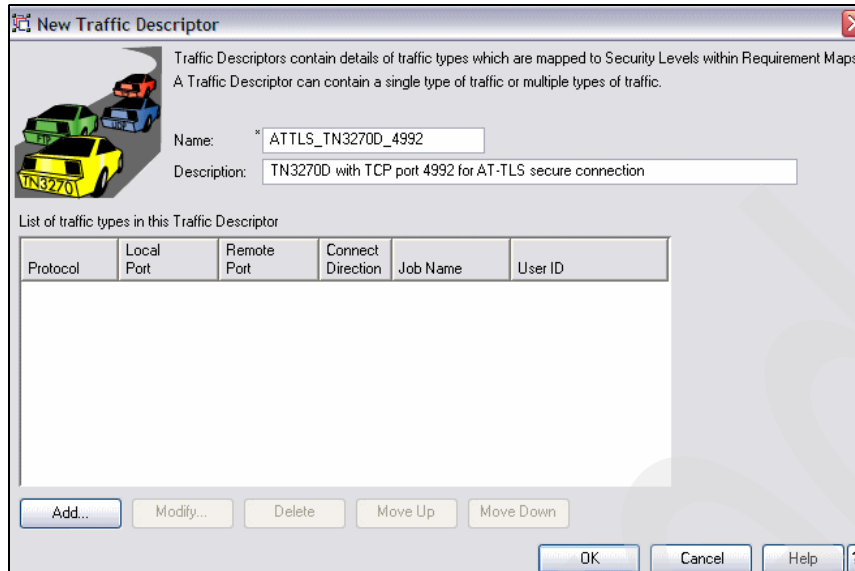 New Traffic Descriptor
Traffic Descriptors contain details of traffic types which are mapped to Security Levels within Requirement Maps
A Traffic Descriptor can contain a single type of traffic or multiple types of traffic.
FTP
TN3270
Name: * ATTLS_TN3270D_4992
Description: TN3270D with TCP port 4992 for AT-TLS secure connection
List of traffic types in this Traffic Descriptor
Protocol Local Port Remote Port Connect Direction Job Name User ID
Add... Modify... Delete Move Up Move Down
OK Cancel Help ?